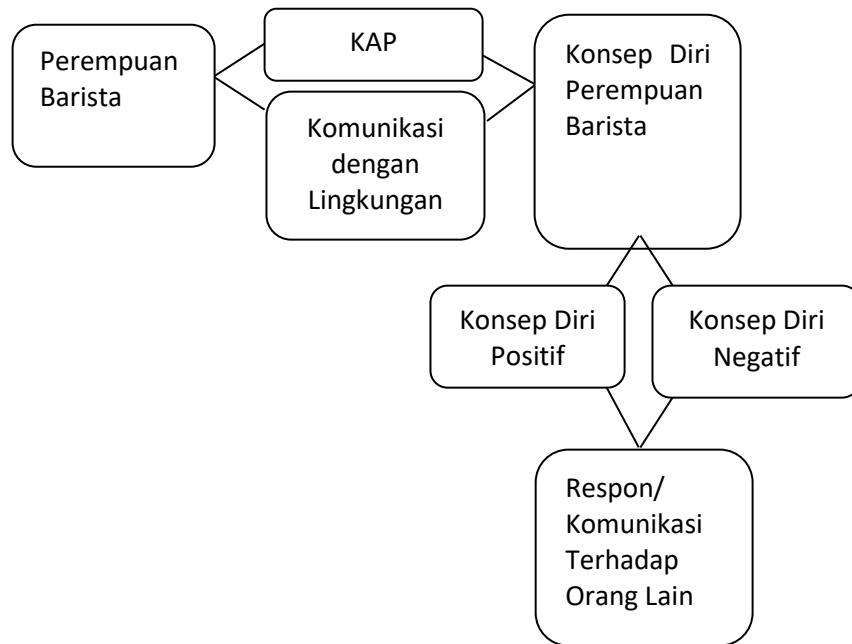 Perempuan
Barista
KAP
Komunikasi
dengan
Lingkungan
Konsep Diri
Perempuan
Barista
Konsep Diri
Positif
Konsep Diri
Negatif
Respon/
Komunikasi
Terhadap
Orang Lain